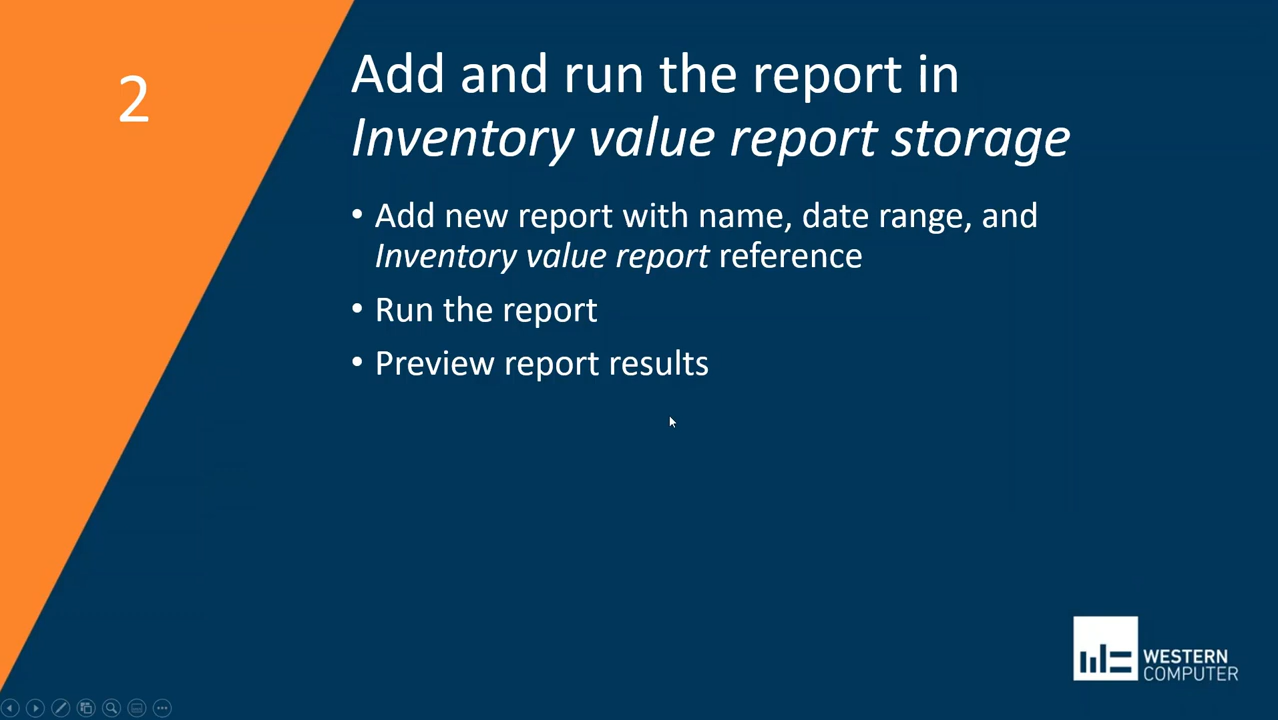 2
Add and run the report in
Inventory value report storage
• Add new report with name, date range, and
Inventory value report reference
• Run the report
• Preview report results
WESTERN
COMPUTER